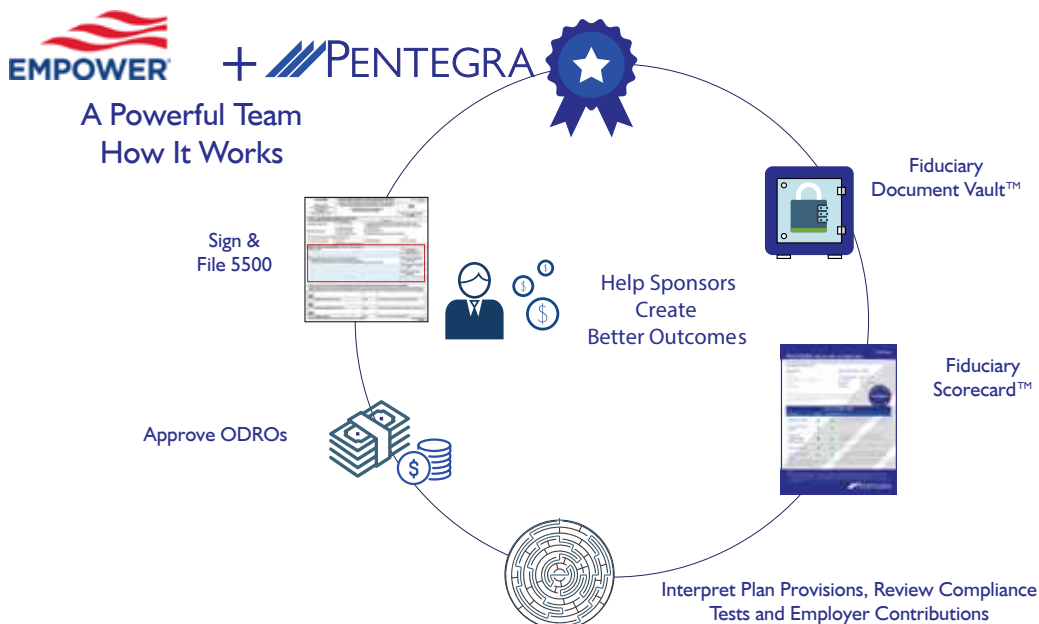 EMPOWER
+ PENTEGRA
A Powerful Team
How It Works
Fiduciary
Document Vault™
Sign &
File 5500
Help Sponsors
Create
Better Outcomes
Fiduciary
Scorecard™
Approve ODROs
Interpret Plan Provisions, Review Compliance
Tests and Employer Contributions